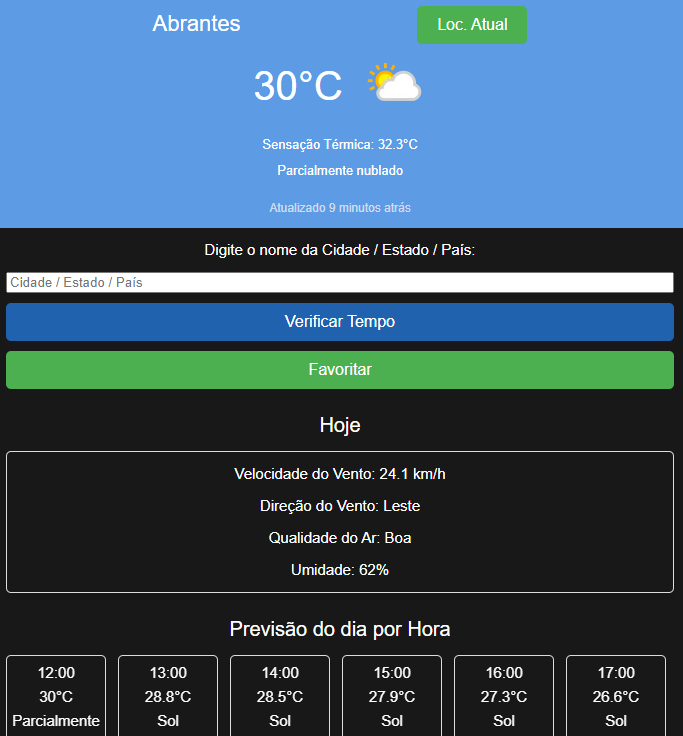 Abrantes
Loc. Atual
30°C
Sensação Térmica: 32.3°C
Parcialmente nublado
Atualizado 9 minutos atrás
Digite o nome da Cidade / Estado / País:
Cidade / Estado / País
Verificar Tempo
Favoritar
Hoje
Velocidade do Vento: 24.1 km/h
Direção do Vento: Leste
Qualidade do Ar: Boa
Umidade: 62%
Previsão do dia por Hora
12:00 13:00 14:00 15:00 16:00 17:00
30°C 28.8°C 28.5°C 27.9°C 27.3°C 26.6°C
Parcialmente Sol Sol Sol Sol Sol